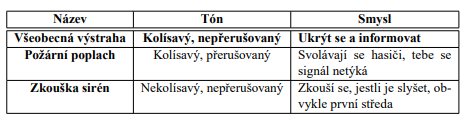 Název Tón Smysl
Všeobecná výstraha Kolísavý, nepřerušovaný Ukrýt se a informovat
Požární poplach Kolísavý, přerušovaný Svolávají se hasiči, tebe se
signál netýká
Zkouška sirén Nekolísavý, nepřerušovaný Zkouší se, jestli je slyšet, ob-
vykle první středa